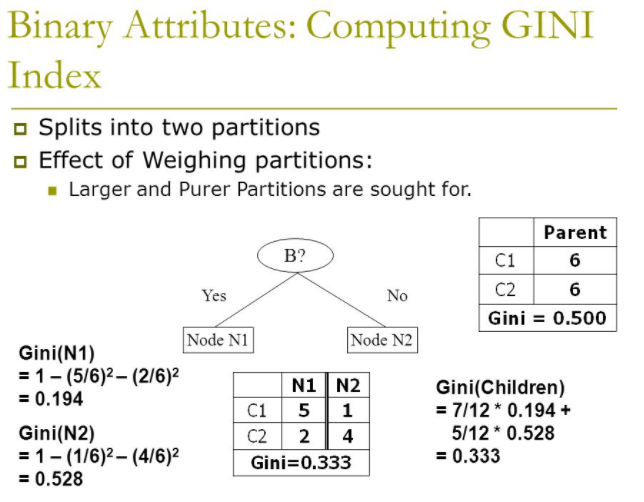 Binary Attributes: Computing GINI
Index
Splits into two partitions
Effect of Weighing partitions:
Larger and Purer Partitions are sought for.
Parent
C1 6
C2 6
Gini = 0.500
B?
Yes No
Node N1 Node N2
Gini(N1)
= 1 – (5/6)² – (2/6)²
= 0.194
Gini(N2)
= 1 – (1/6)² – (4/6)²
= 0.528
N1 N2
C1 5 1
C2 2 4
Gini=0.333
Gini(Children)
= 7/12 * 0.194 +
5/12 * 0.528
= 0.333